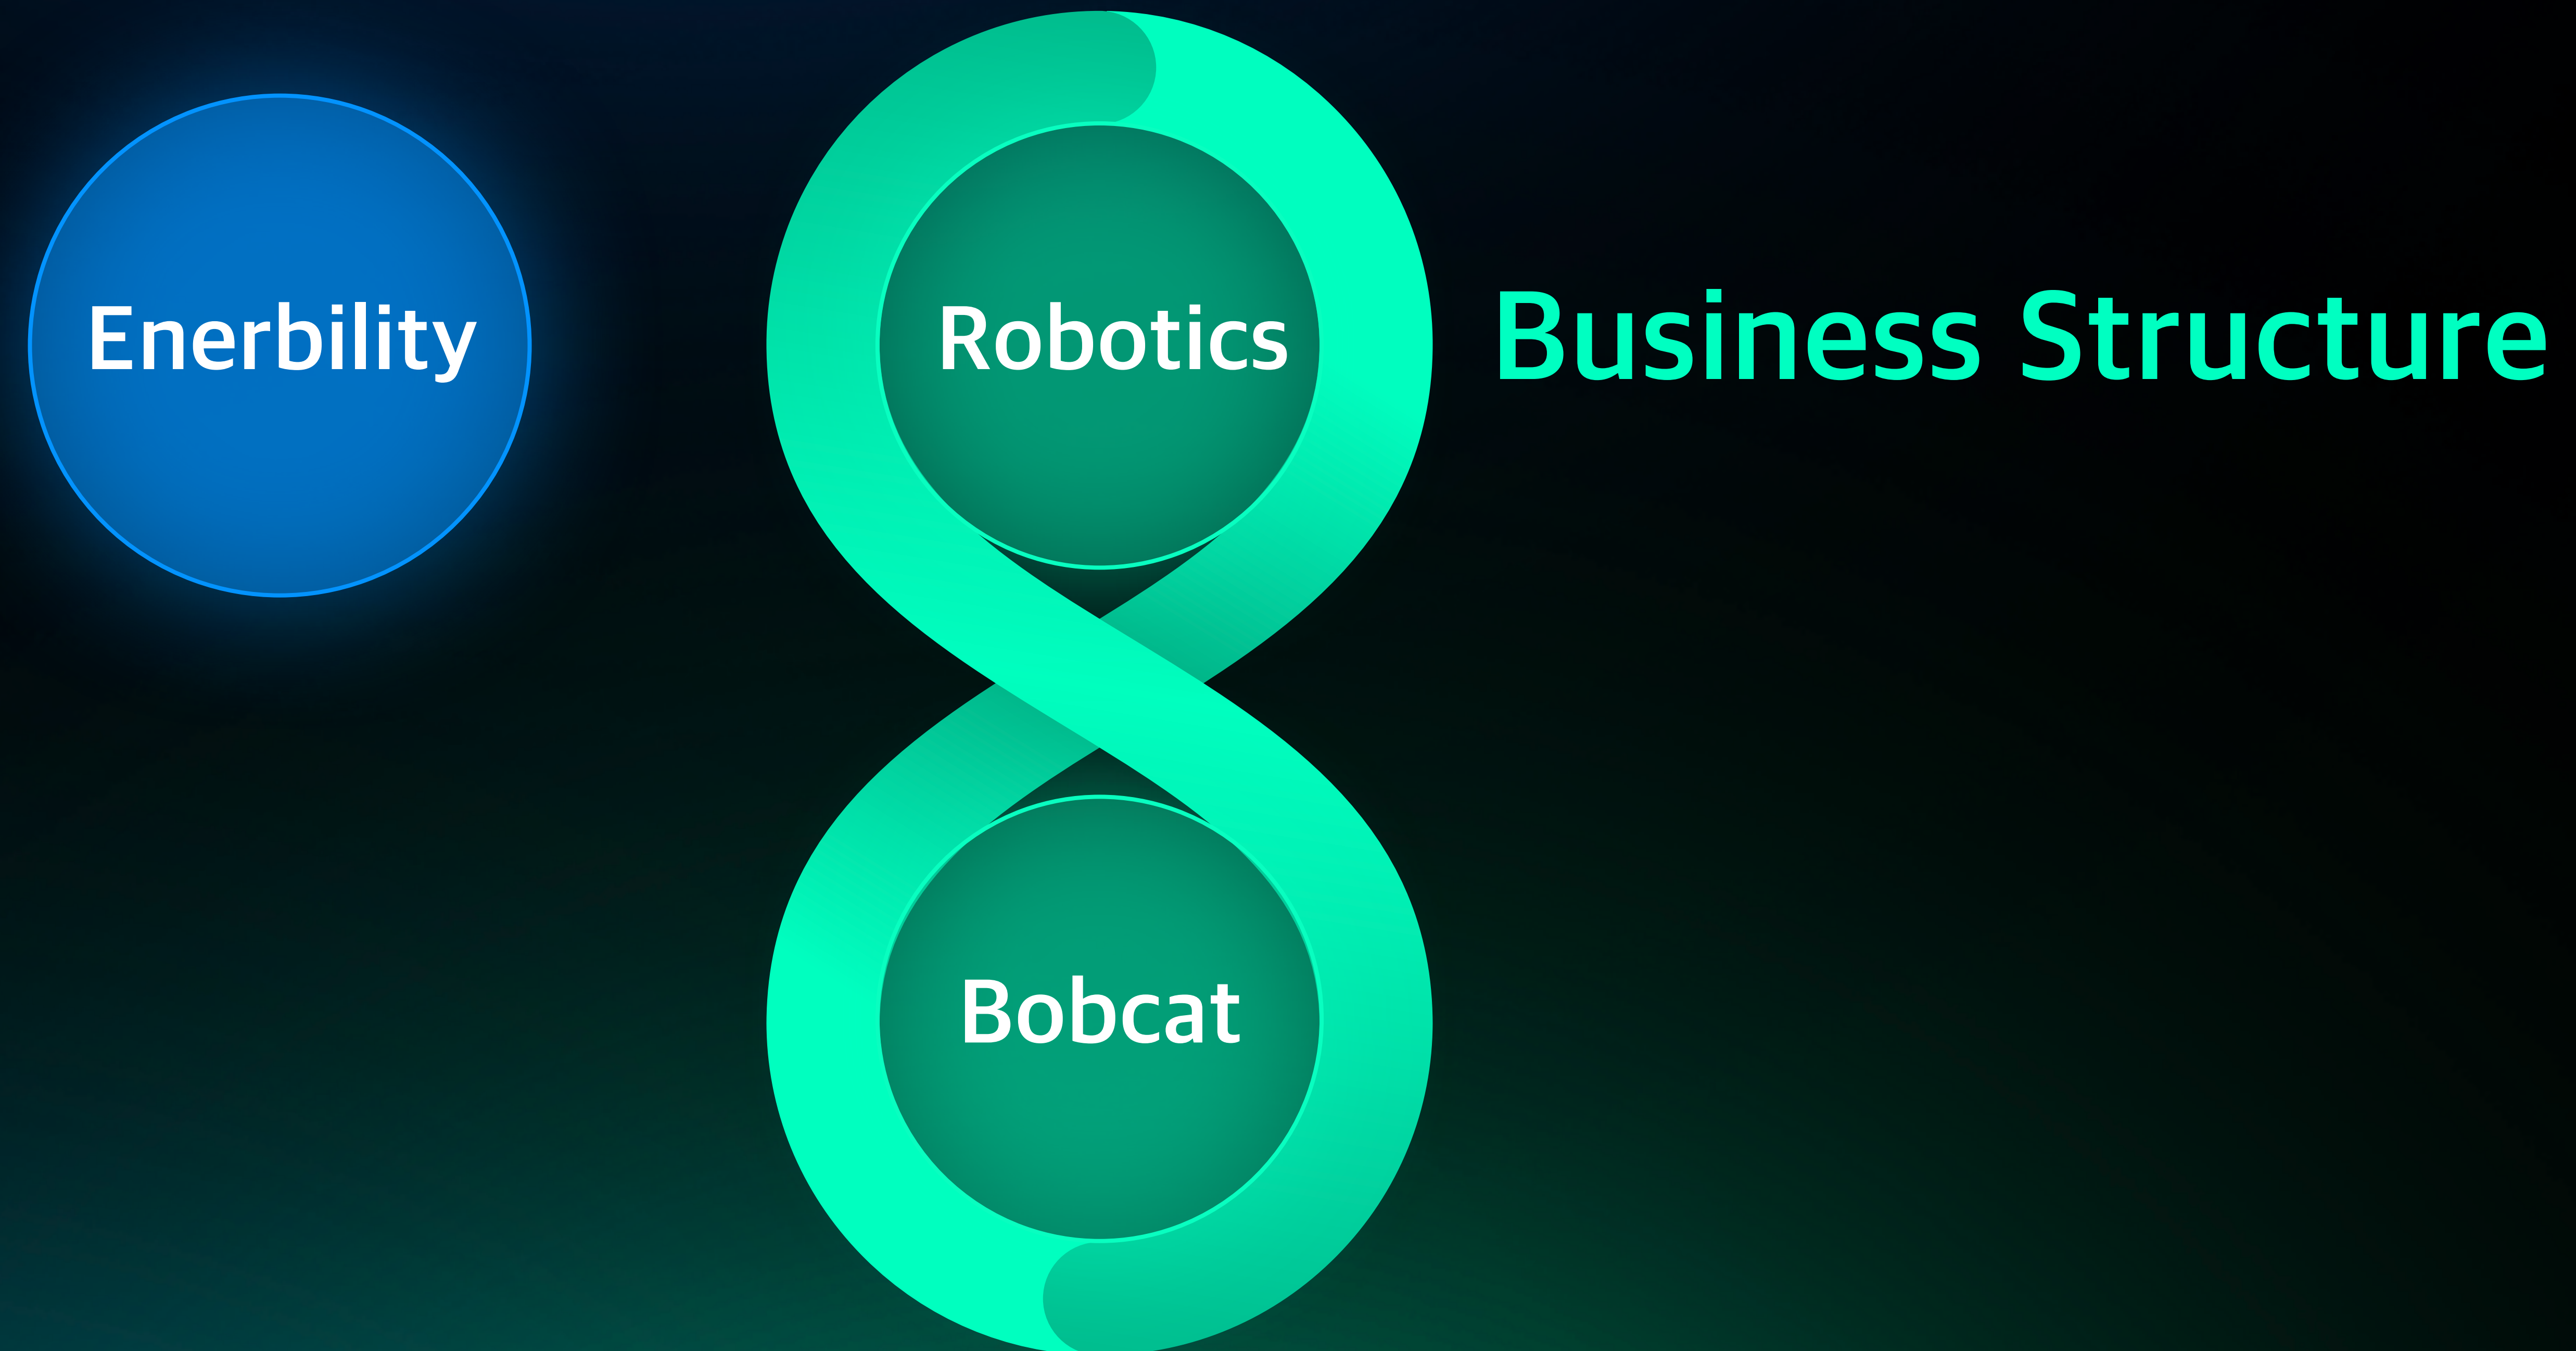 Enerbility
Robotics
Business Structure
Bobcat